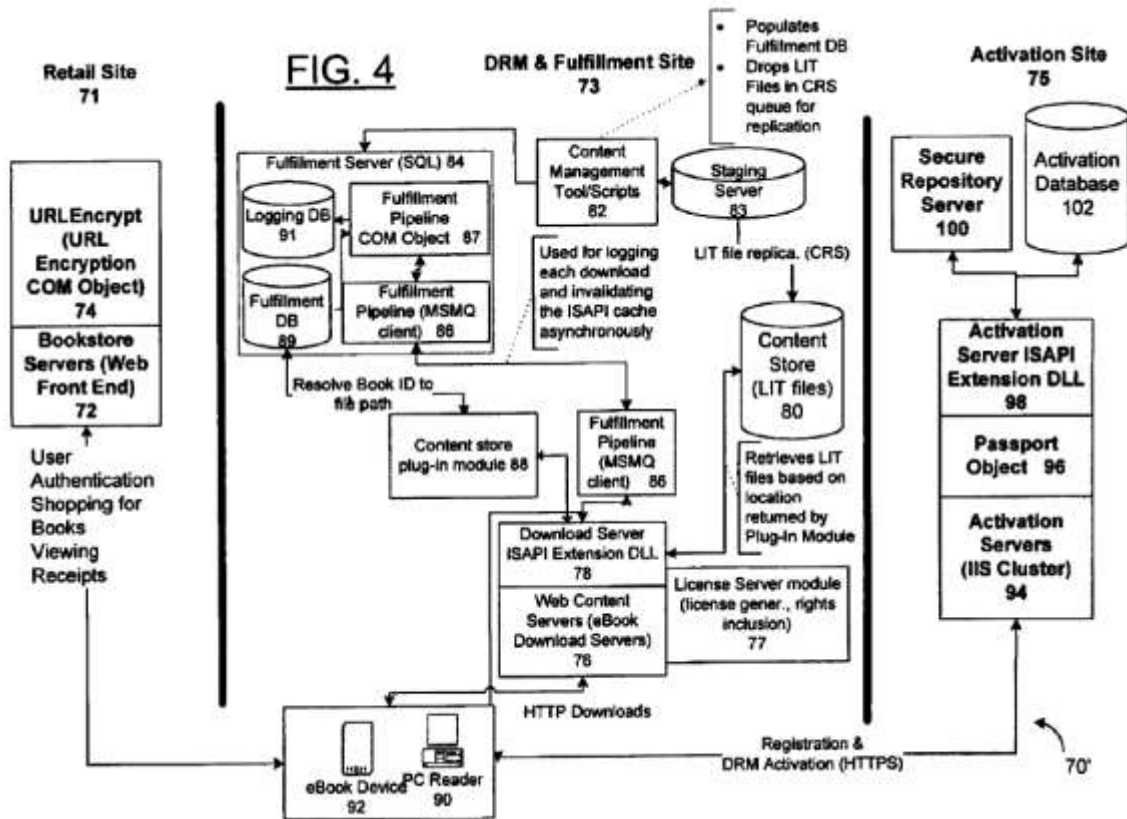 Retail Site
71
FIG. 4
DRM & Fulfillment Site
73
• Populates
Fulfillment DB
• Drops LIT
Files in CRS
queue for
replication
Activation Site
75
URLEncrypt
(URL
Encryption
COM Object)
74
Bookstore
Servers (Web
Front End)
72
User
Authentication
Shopping for
Books
Viewing
Receipts
Fulfillment Server (SQL) 84
Logging DB
91
Fulfillment
Pipeline
COM Object 87
Fulfillment
DB
89
Fulfillment
Pipeline (MSMQ
client) 86
Content
Management
Tool/Scripts
82
Staging
Server
83
Used for logging
each download
and invalidating
the ISAPI cache
asynchronously
LIT file replica. (CRS)
Content
Store
(LIT files)
80
Resolve Book ID to
file path
Content store
plug-in module 88
Fulfillment
Pipeline
(MSMQ
client) 86
Retrieves LIT
files based on
location
returned by
Plug-In Module
Download Server
ISAPI Extension DLL
78
Web Content
Servers (eBook
Download Servers)
76
License Server module
(license gener., rights
inclusion)
77
HTTP Downloads
eBook Device
92
PC Reader
90
Secure
Repository
Server
100
Activation
Database
102
Activation
Server ISAPI
Extension DLL
98
Passport
Object 96
Activation
Servers
(IIS Cluster)
94
Registration &
DRM Activation (HTTPS)
70'